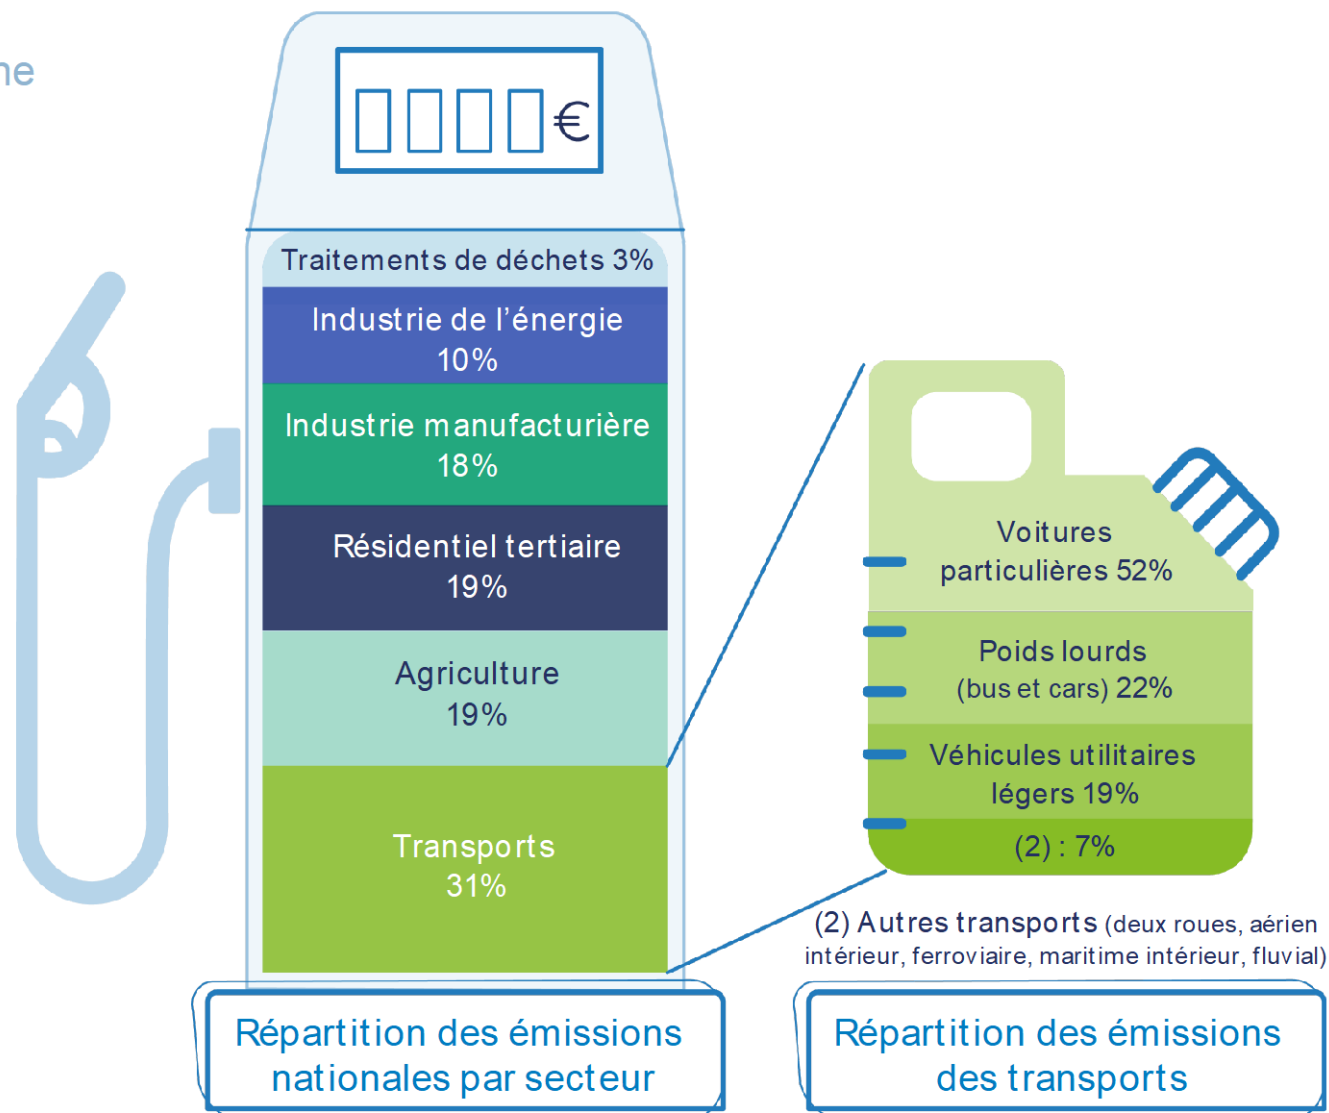 €
Traitements de déchets 3%
Industrie de l'énergie
10%
Industrie manufacturière
18%
Résidentiel tertiaire
19%
Agriculture
19%
Transports
31%
Voitures
particulières 52%
Poids lourds
(bus et cars) 22%
Véhicules utilitaires
légers 19%
(2) : 7%
(2) Autres transports (deux roues, aérien
intérieur, ferroviaire, maritime intérieur, fluvial)
Répartition des émissions
nationales par secteur
Répartition des émissions
des transports